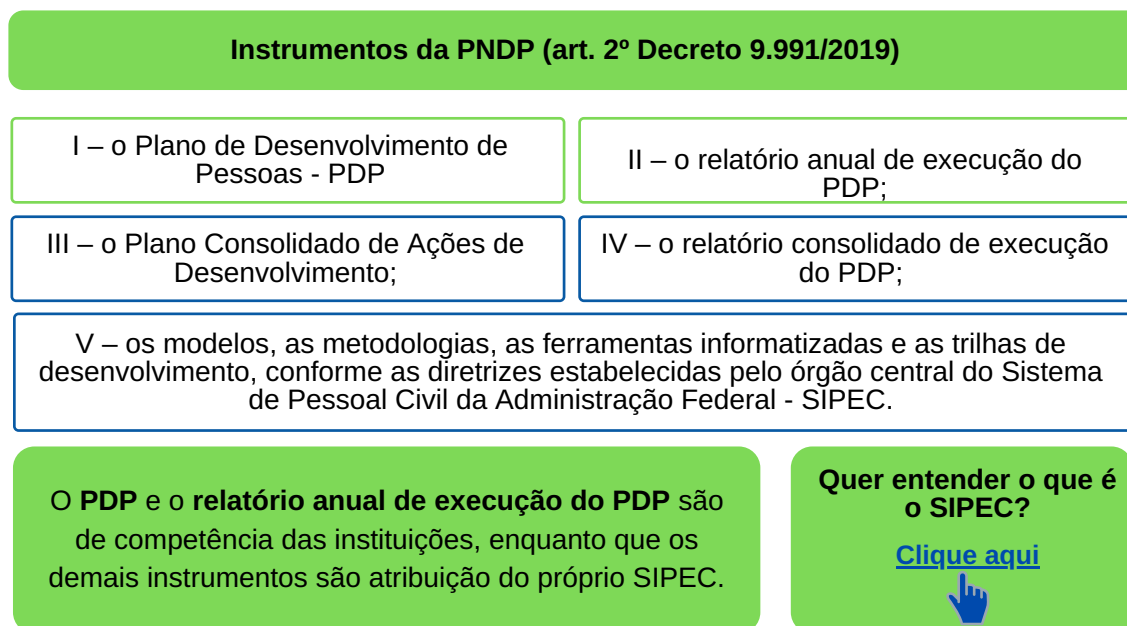 Instrumentos da PNDP (art. 2º Decreto 9.991/2019)
I – o Plano de Desenvolvimento de
Pessoas - PDP
II – o relatório anual de execução do
PDP;
III – o Plano Consolidado de Ações de
Desenvolvimento;
IV – o relatório consolidado de execução
do PDP;
V – os modelos, as metodologias, as ferramentas informatizadas e as trilhas de
desenvolvimento, conforme as diretrizes estabelecidas pelo órgão central do Sistema
de Pessoal Civil da Administração Federal - SIPEC.
O PDP e o relatório anual de execução do PDP são
de competência das instituições, enquanto que os
demais instrumentos são atribuição do próprio SIPEC.
Quer entender o que é
o SIPEC?
Clique aqui